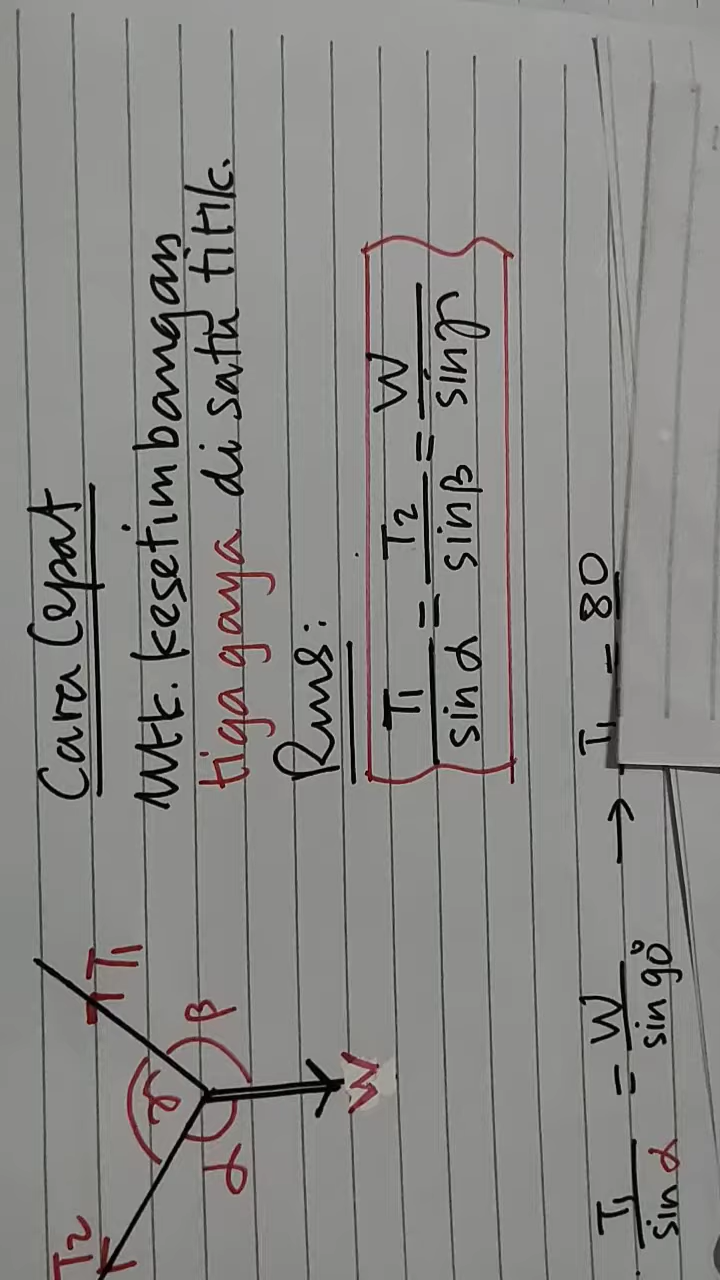 Cara Cepat
utk. kesetimbangan
tiga gaya di satu titik.
Rms:
T1/sin α = T2/sin β = W/sin γ
T2
T1
γ
β
α
W
T1/sin α = W/sin 90° → T1 = 80